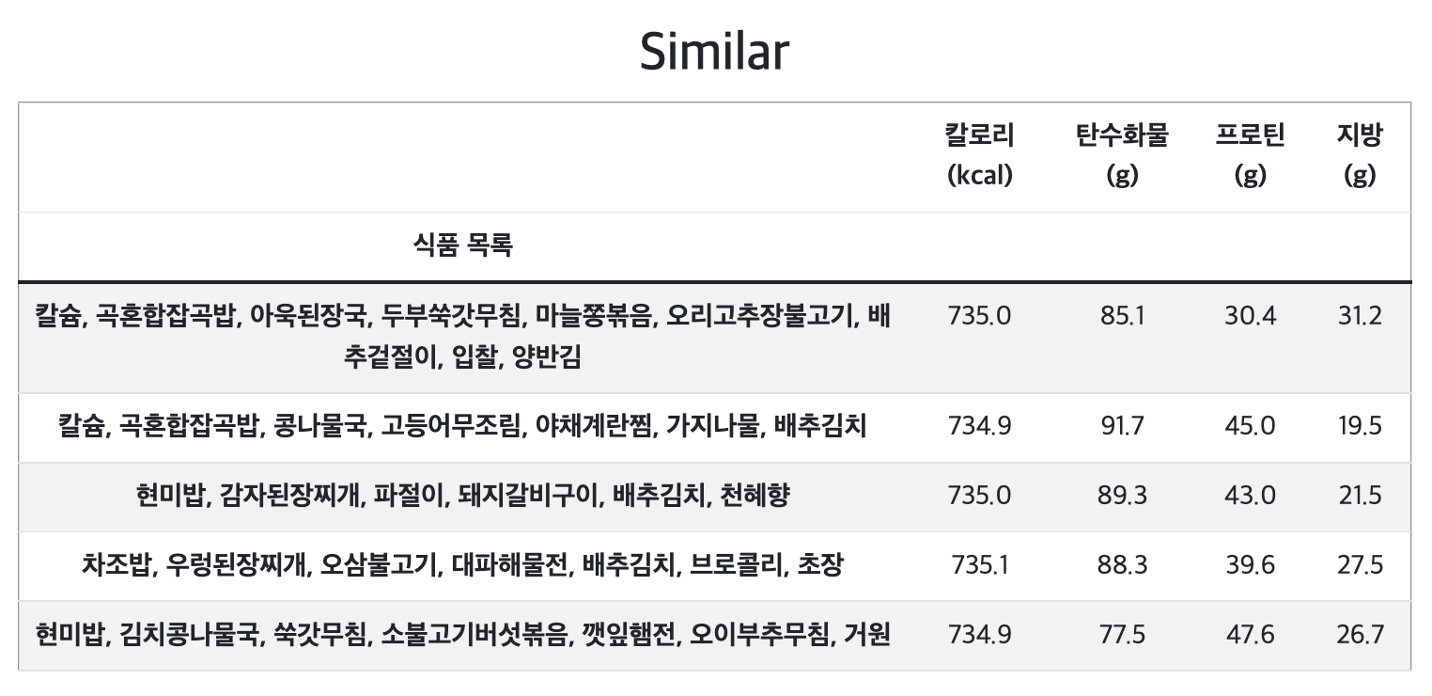 Similar
칼로리 탄수화물 프로틴 지방
(kcal) (g) (g) (g)
식품 목록
칼슘, 곡혼합잡곡밥, 아욱된장국, 두부쑥갓무침, 마늘쫑볶음, 오리고추장불고기, 배 735.0 85.1 30.4 31.2
추겉절이, 입찰, 양반김
칼슘, 곡혼합잡곡밥, 콩나물국, 고등어무조림, 야채계란찜, 가지나물, 배추김치 734.9 91.7 45.0 19.5
현미밥, 감자된장찌개, 파절이, 돼지갈비구이, 배추김치, 천혜향 735.0 89.3 43.0 21.5
차조밥, 우렁된장찌개, 오삼불고기, 대파해물전, 배추김치, 브로콜리, 초장 735.1 88.3 39.6 27.5
현미밥, 김치콩나물국, 쑥갓무침, 소불고기버섯볶음, 깻잎햄전, 오이부추무침, 거원 734.9 77.5 47.6 26.7